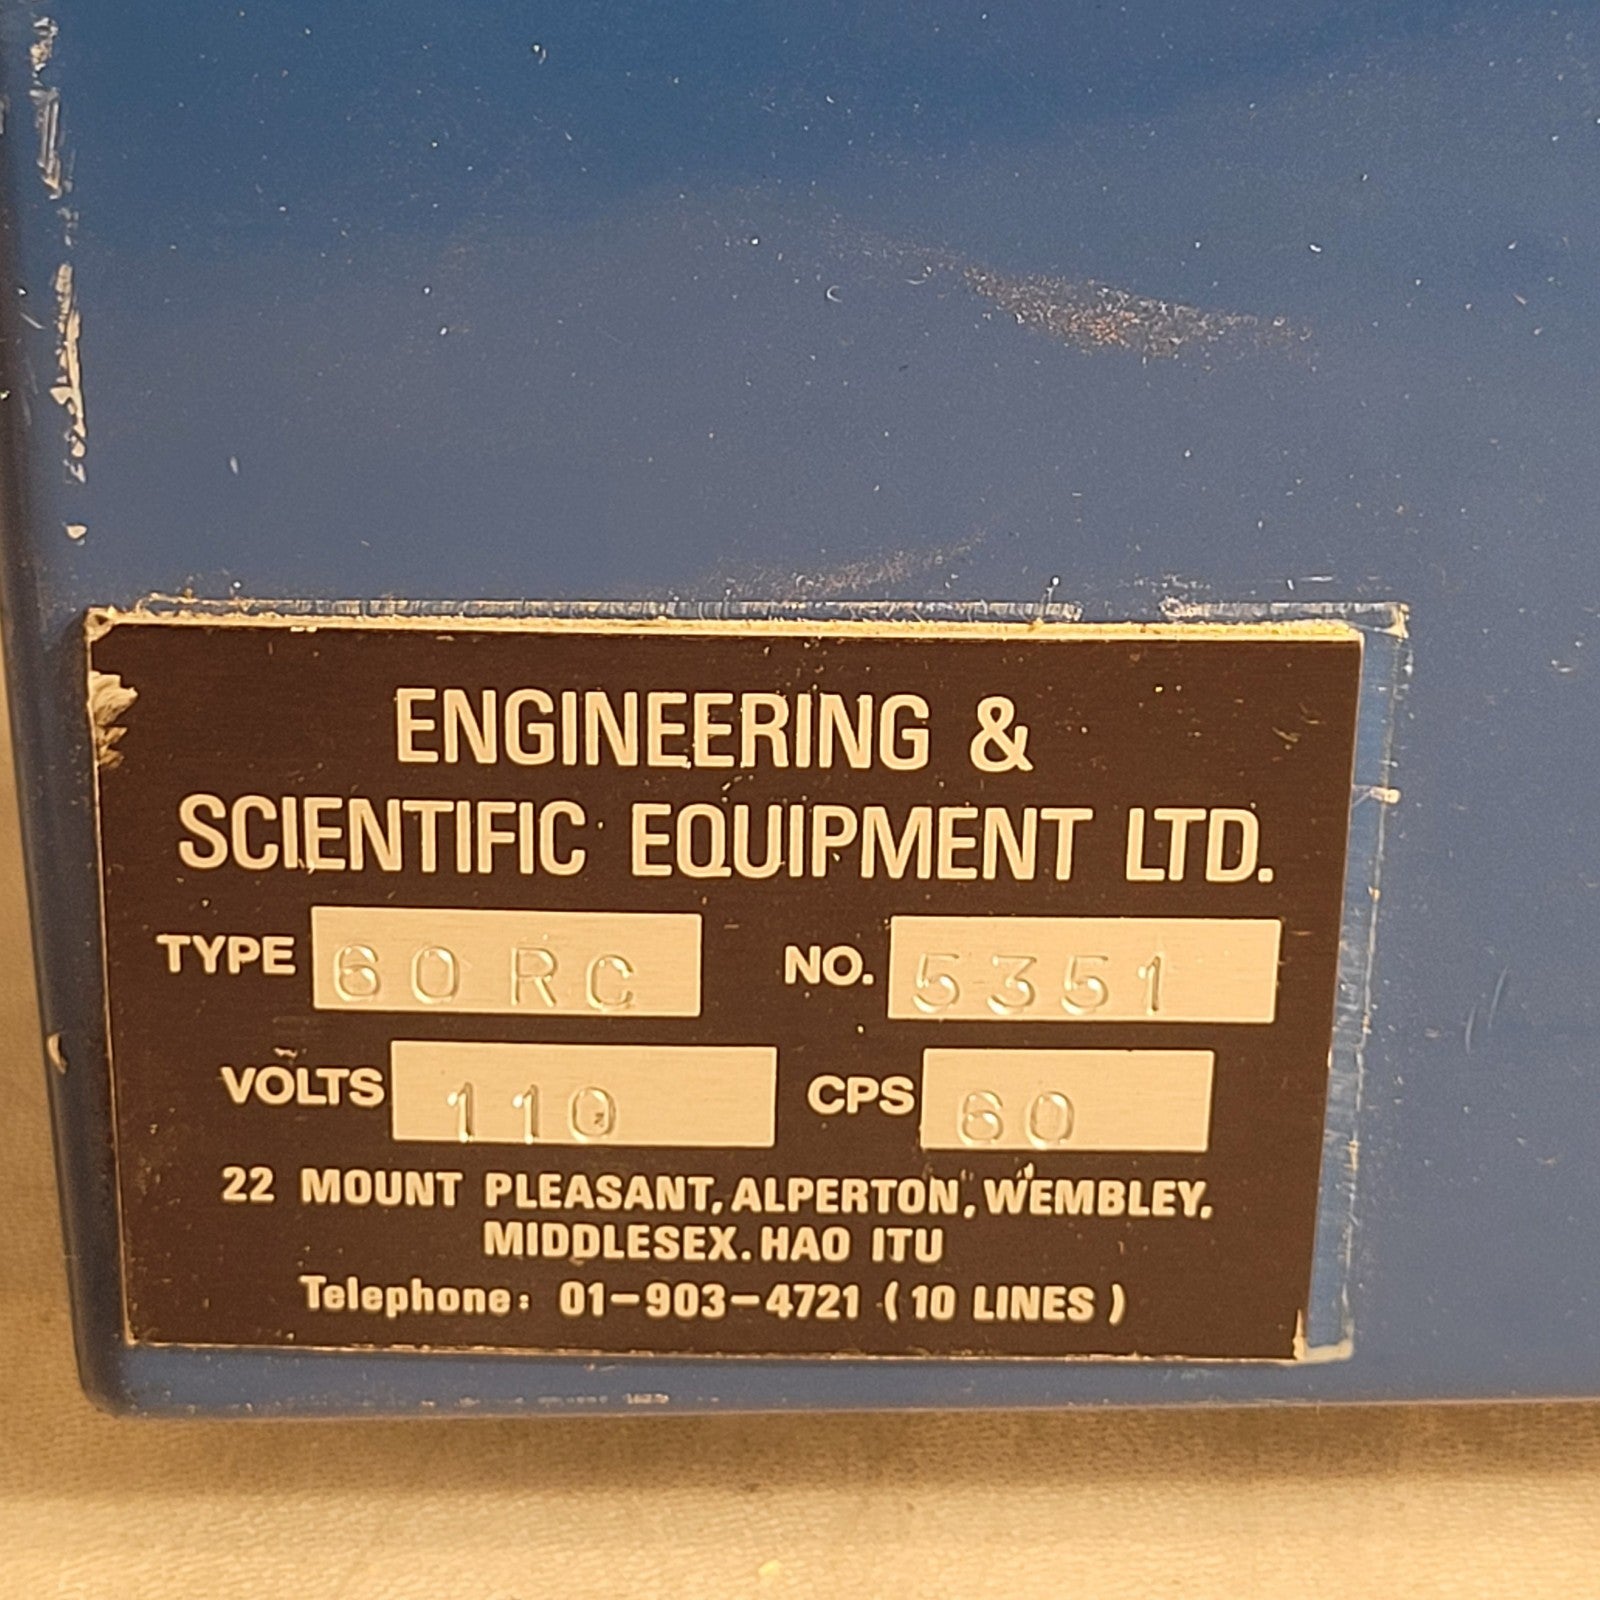 ENGINEERING &
SCIENTIFIC EQUIPMENT LTD.
TYPE 60 RC NO. 5351
VOLTS 110 CPS 60
22 MOUNT PLEASANT, ALPERTON, WEMBLEY,
MIDDLESEX. HAO ITU
Telephone: 01-903-4721 (10 LINES)